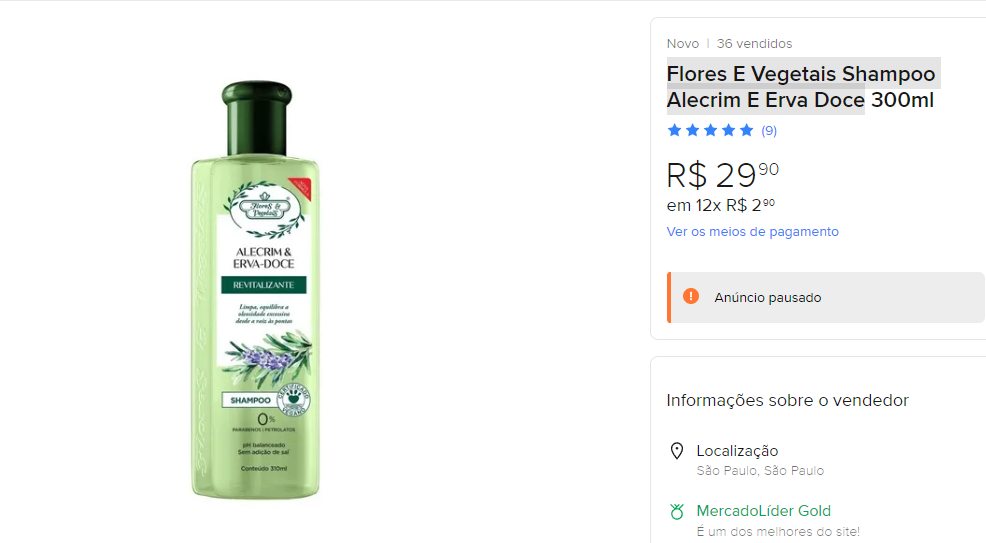 Flores &
Vegetais
ALECRIM &
ERVA-DOCE
REVITALIZANTE
Limpa, equilibra a
oleosidade excessiva
desde a raiz às pontas
SHAMPOO
CERTIFICADO
VEGANO
0%
PARABENOS | PETROLATOS
pH balanceado
Sem adição de sal
Conteúdo 310ml
Novo | 36 vendidos
Flores E Vegetais Shampoo
Alecrim E Erva Doce 300ml
(9)
R$ 29 90
em 12x R$ 2 90
Ver os meios de pagamento
Anúncio pausado
Informações sobre o vendedor
Localização
São Paulo, São Paulo
MercadoLíder Gold
É um dos melhores do site!